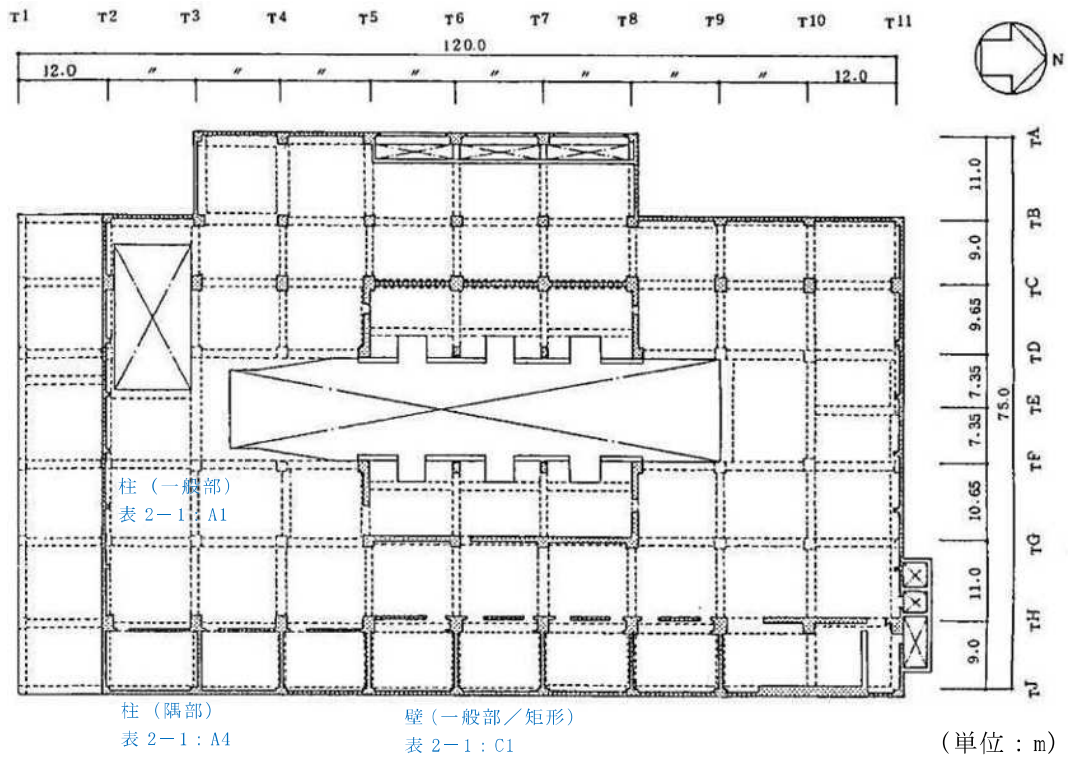 T1 T2 T3 T4 T5 T6 T7 T8 T9 T10 T11
120.0
12.0 〃 〃 〃 〃 〃 〃 〃 〃 12.0
N
TA
11.0
TB
9.0
TC
9.65
TD
7.35
TE
75.0
7.35
TF
10.65
TG
11.0
TH
9.0
TJ
柱(一般部)
表2-1:A1
柱(隅部)
表2-1:A4
壁(一般部/矩形)
表2-1:C1
(単位:m)